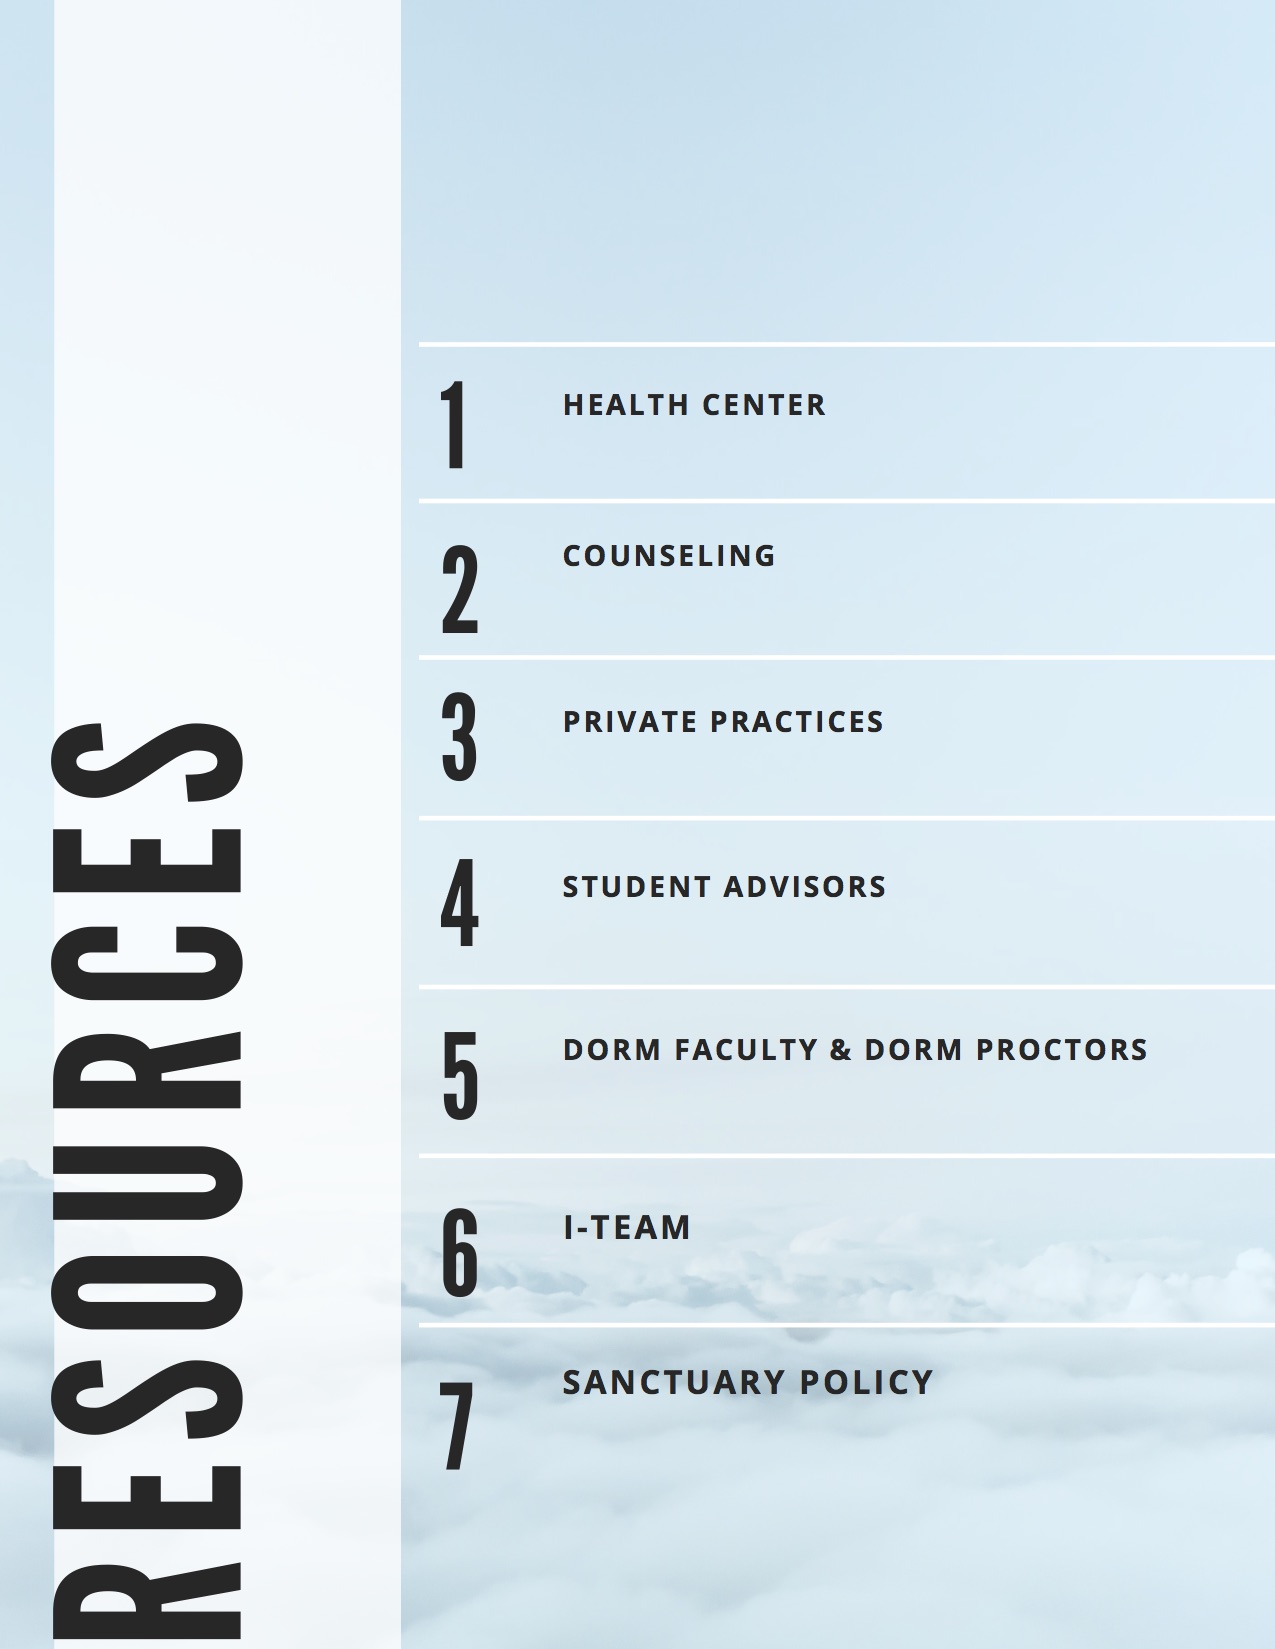 RESOURCES
1 HEALTH CENTER
2 COUNSELING
3 PRIVATE PRACTICES
4 STUDENT ADVISORS
5 DORM FACULTY & DORM PROCTORS
6 I-TEAM
7 SANCTUARY POLICY